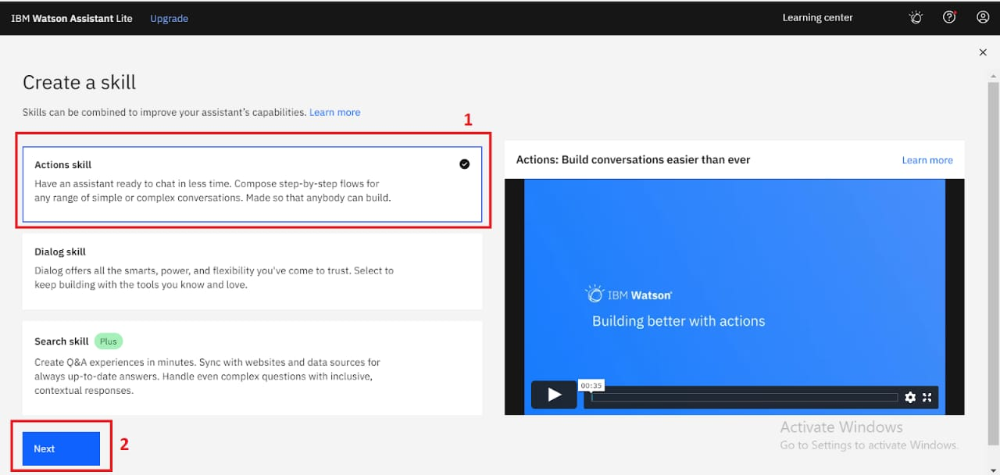 IBM Watson Assistant Lite
Upgrade
Learning center
Create a skill
Skills can be combined to improve your assistant's capabilities. Learn more
1
Actions skill
Have an assistant ready to chat in less time. Compose step-by-step flows for
any range of simple or complex conversations. Made so that anybody can build.
Dialog skill
Dialog offers all the smarts, power, and flexibility you've come to trust. Select to
keep building with the tools you know and love.
Search skill Plus
Create Q&A experiences in minutes. Sync with websites and data sources for
always up-to-date answers. Handle even complex questions with inclusive,
contextual responses.
Next
2
Actions: Build conversations easier than ever
Learn more
IBM Watson
Building better with actions
00:35
Activate Windows
Go to Settings to activate Windows.